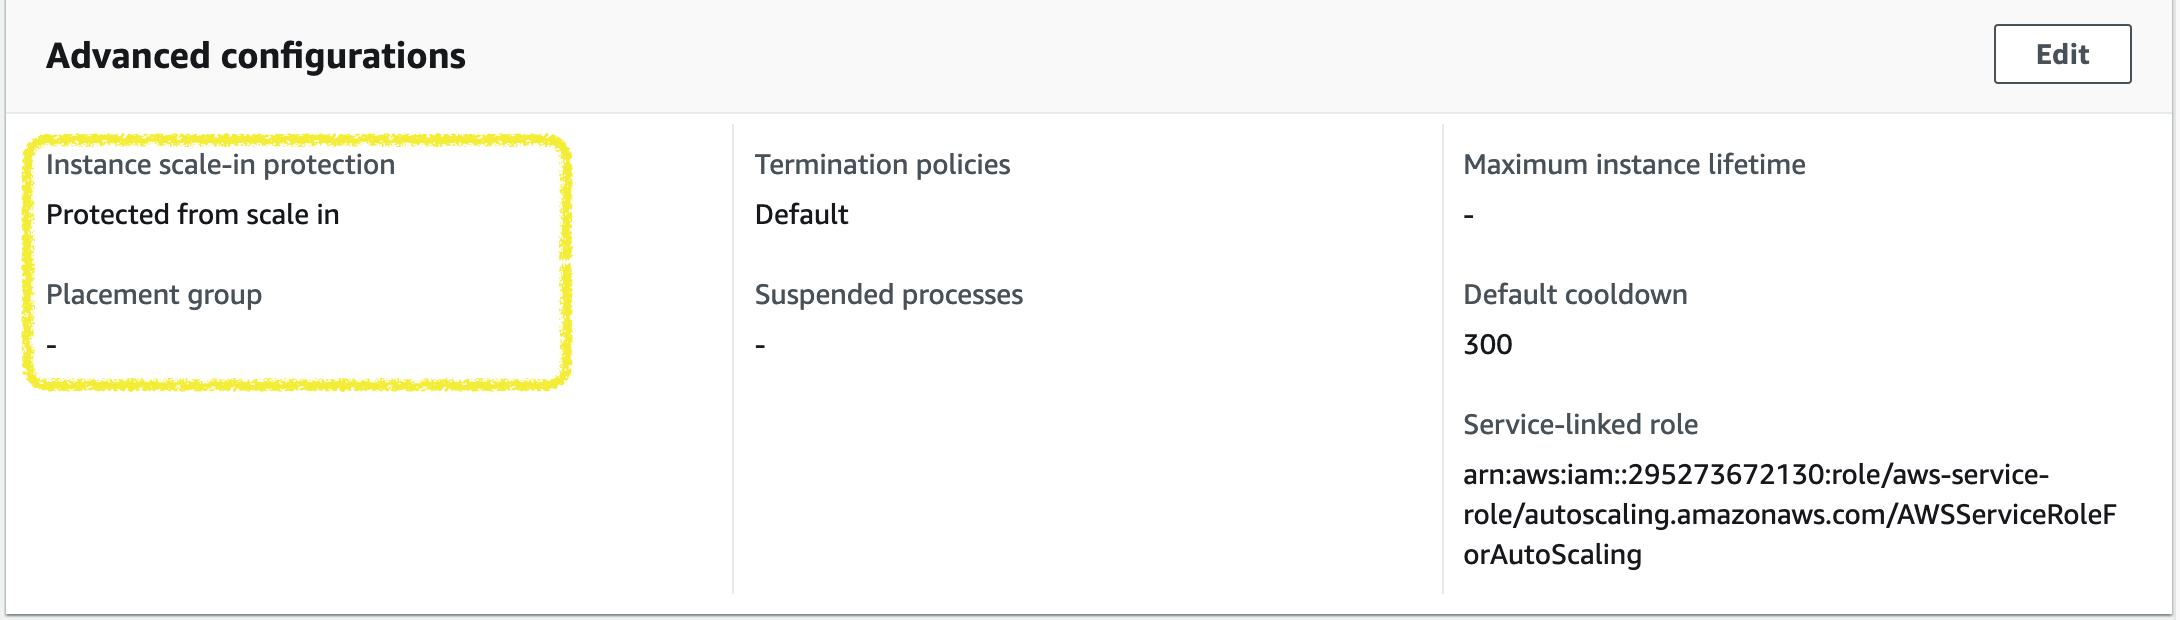 Advanced configurations
Edit
Instance scale-in protection
Protected from scale in
Placement group
-
Termination policies
Default
Suspended processes
-
Maximum instance lifetime
-
Default cooldown
300
Service-linked role
arn:aws:iam::295273672130:role/aws-service-
role/autoscaling.amazonaws.com/AWSServiceRoleF
orAutoScaling